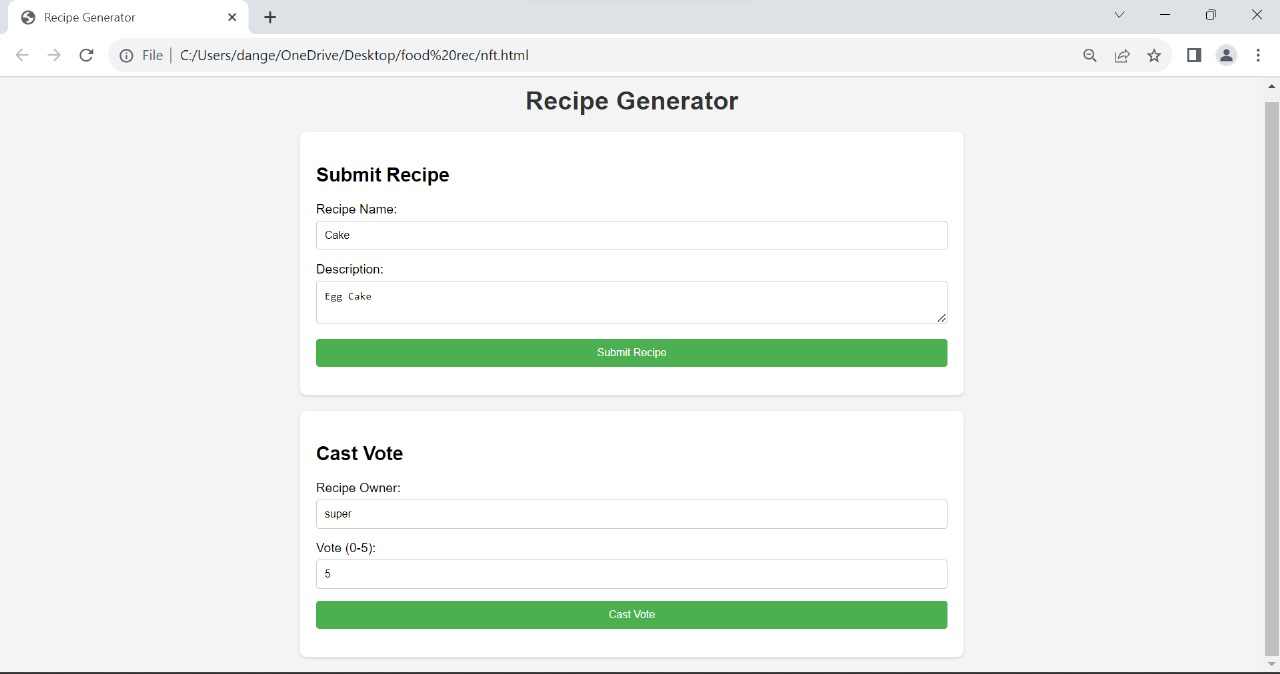 Recipe Generator
File | C:/Users/dange/OneDrive/Desktop/food%20rec/nft.html
Recipe Generator
Submit Recipe
Recipe Name:
Cake
Description:
Egg Cake
Submit Recipe
Cast Vote
Recipe Owner:
super
Vote (0-5):
5
Cast Vote